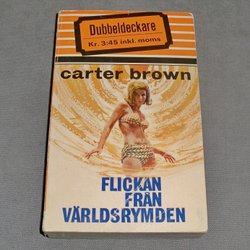 Dubbeldeckare
Kr. 3:45 inkl. moms
carter brown
FLICKAN
FRÅN
VÄRLDSRYMDEN